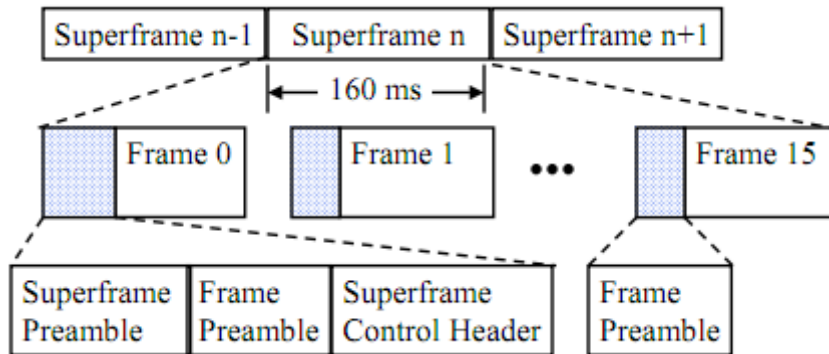 Superframe n-1 Superframe n Superframe n+1
160 ms
Frame 0 Frame 1 ••• Frame 15
Superframe Preamble
Frame Preamble
Superframe Control Header
Frame Preamble